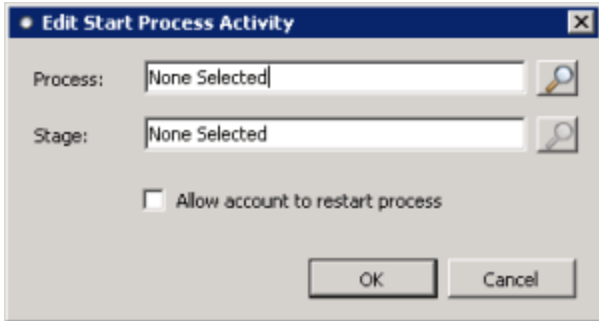 Edit Start Process Activity
Process: None Selected
Stage: None Selected
Allow account to restart process
OK Cancel